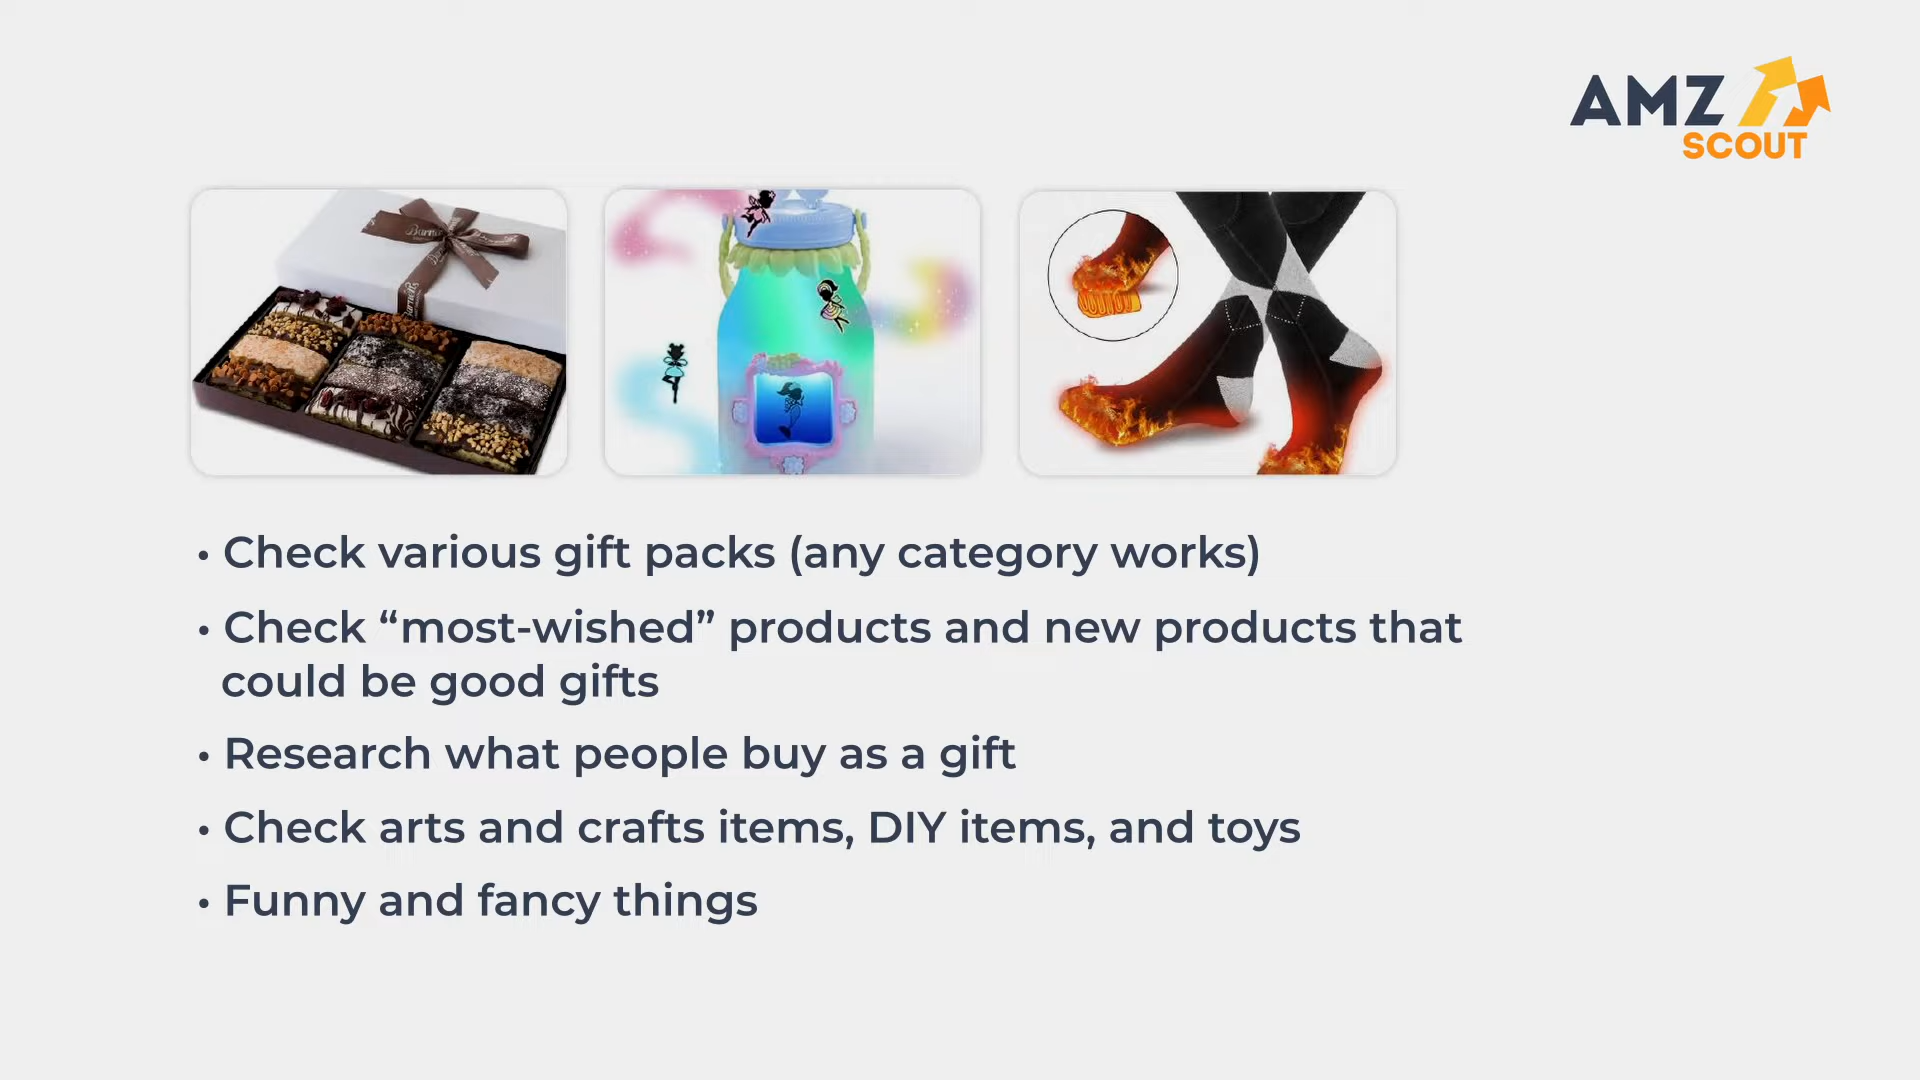 AMZ
SCOUT
• Check various gift packs (any category works)
• Check “most-wished” products and new products that
could be good gifts
• Research what people buy as a gift
• Check arts and crafts items, DIY items, and toys
• Funny and fancy things